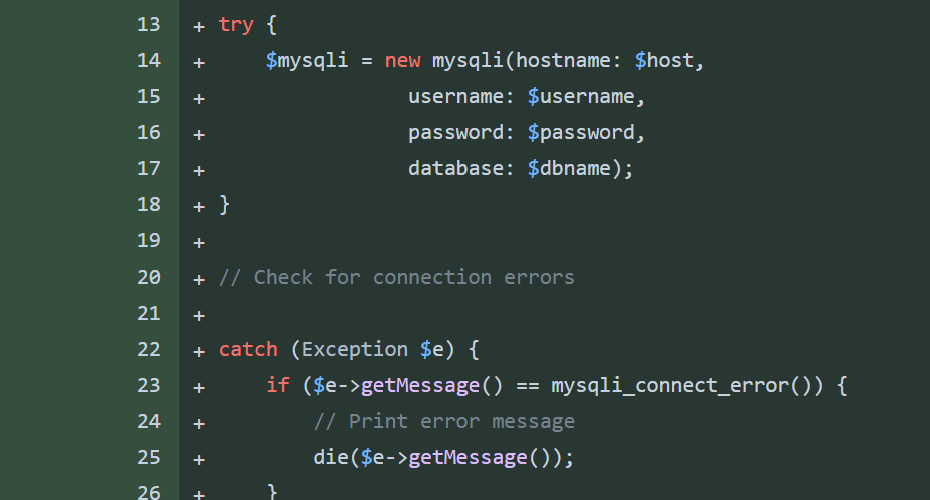 13 + try {
14 +     $mysqli = new mysqli(hostname: $host,
15 +                 username: $username,
16 +                 password: $password,
17 +                 database: $dbname);
18 + }
19 +
20 + // Check for connection errors
21 +
22 + catch (Exception $e) {
23 +     if ($e->getMessage() == mysqli_connect_error()) {
24 +         // Print error message
25 +         die($e->getMessage());
26 +     }